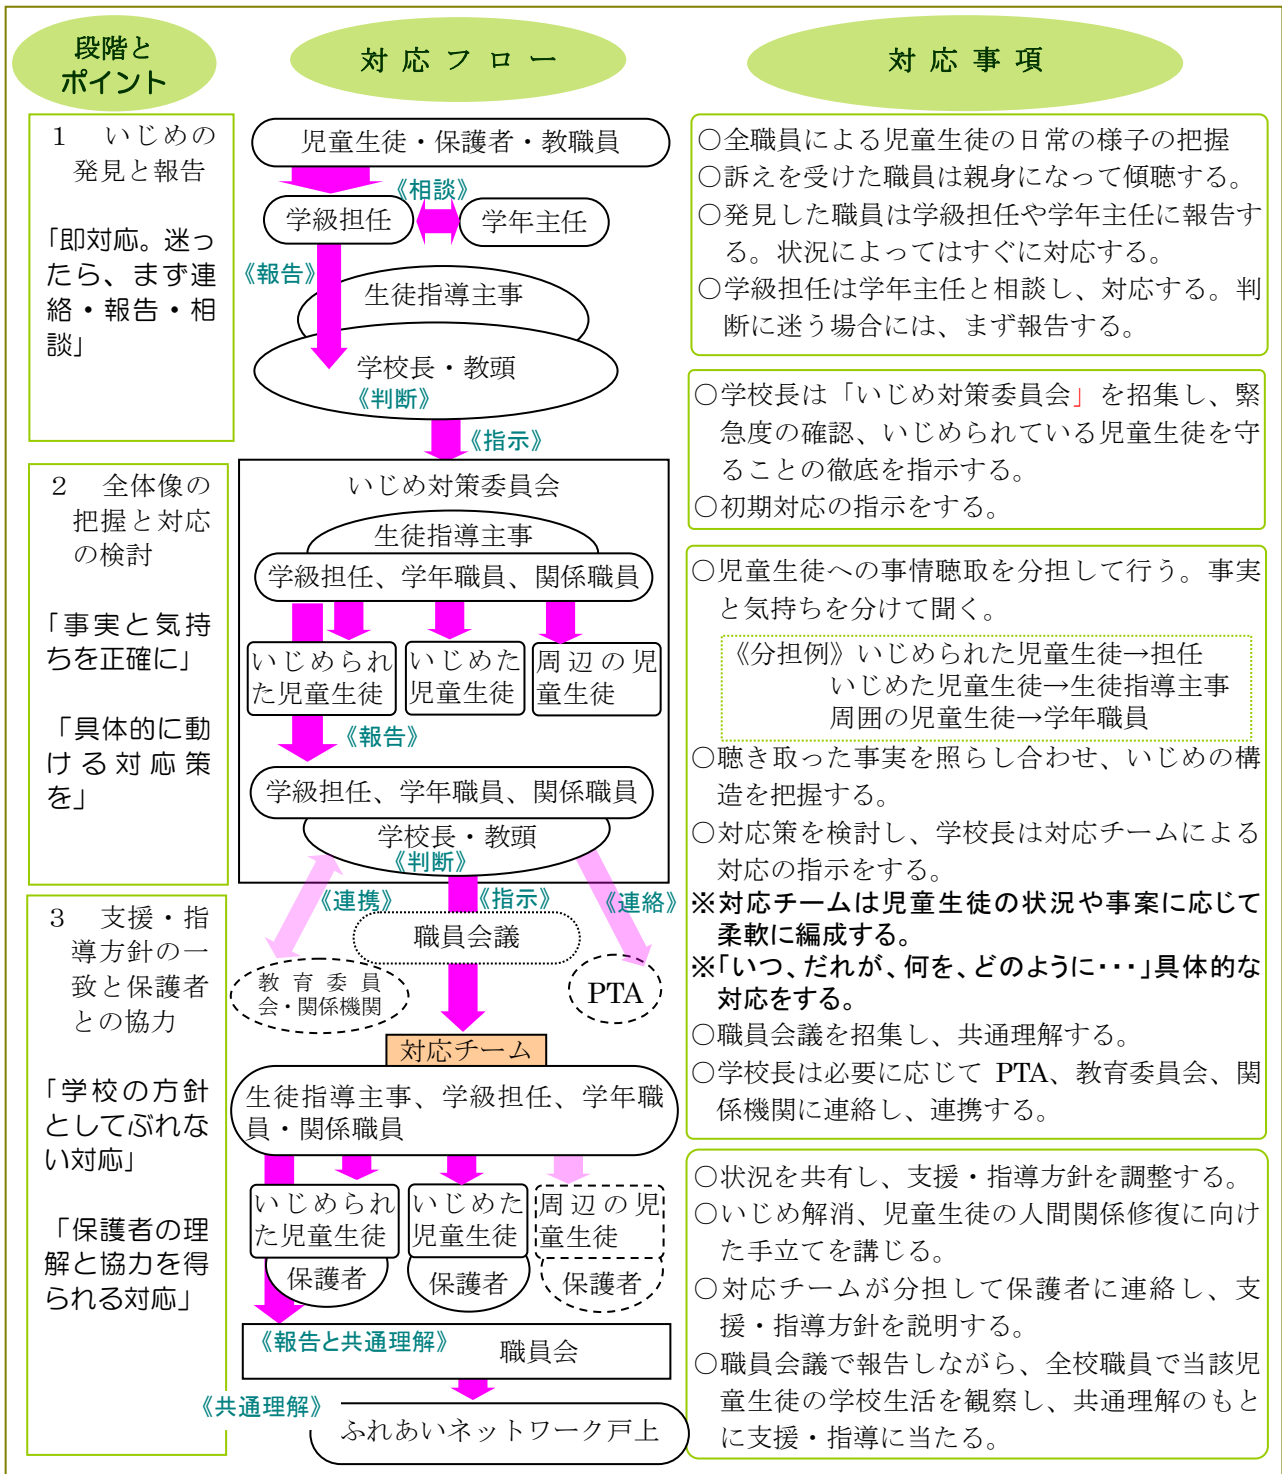 段階と
ポイント
対応フロー
対応事項
１　いじめの
発見と報告
「即対応。迷っ
たら、まず連
絡・報告・相
談」
児童生徒・保護者・教職員
《相談》
学級担任
学年主任
《報告》
生徒指導主事
学校長・教頭
《判断》
《指示》
○全職員による児童生徒の日常の様子の把握
○訴えを受けた職員は親身になって傾聴する。
○発見した職員は学級担任や学年主任に報告す
る。状況によってはすぐに対応する。
○学級担任は学年主任と相談し、対応する。判
断に迷う場合には、まず報告する。
○学校長は「いじめ対策委員会」を招集し、緊
急度の確認、いじめられている児童生徒を守
ることの徹底を指示する。
○初期対応の指示をする。
２　全体像の
把握と対応
の検討
「事実と気持
ちを正確に」
「具体的に動
ける対応策
を」
いじめ対策委員会
生徒指導主事
学級担任、学年職員、関係職員
いじめられ
た児童生徒
いじめた
児童生徒
周辺の児
童生徒
《報告》
学級担任、学年職員、関係職員
学校長・教頭
《判断》
○児童生徒への事情聴取を分担して行う。事実
と気持ちを分けて聞く。
《分担例》いじめられた児童生徒→担任
いじめた児童生徒→生徒指導主事
周囲の児童生徒→学年職員
○聴き取った事実を照らし合わせ、いじめの構
造を把握する。
○対応策を検討し、学校長は対応チームによる
対応の指示をする。
※対応チームは児童生徒の状況や事案に応じて
柔軟に編成する。
※「いつ、だれが、何を、どのように・・・」具体的な
対応をする。
○職員会議を招集し、共通理解する。
○学校長は必要に応じて PTA、教育委員会、関
係機関に連絡し、連携する。
３　支援・指
導方針の一
致と保護者
との協力
「学校の方針
としてぶれな
い対応」
「保護者の理
解と協力を得
られる対応」
《連携》
《指示》
《連絡》
職員会議
教育委員
会・関係機関
PTA
対応チーム
生徒指導主事、学級担任、学年職
員・関係職員
いじめられ
た児童生徒
保護者
いじめた
児童生徒
保護者
周辺の児
童生徒
保護者
《報告と共通理解》
職員会
《共通理解》
ふれあいネットワーク戸上
○状況を共有し、支援・指導方針を調整する。
○いじめ解消、児童生徒の人間関係修復に向け
た手立てを講じる。
○対応チームが分担して保護者に連絡し、支
援・指導方針を説明する。
○職員会議で報告しながら、全校職員で当該児
童生徒の学校生活を観察し、共通理解のもと
に支援・指導に当たる。